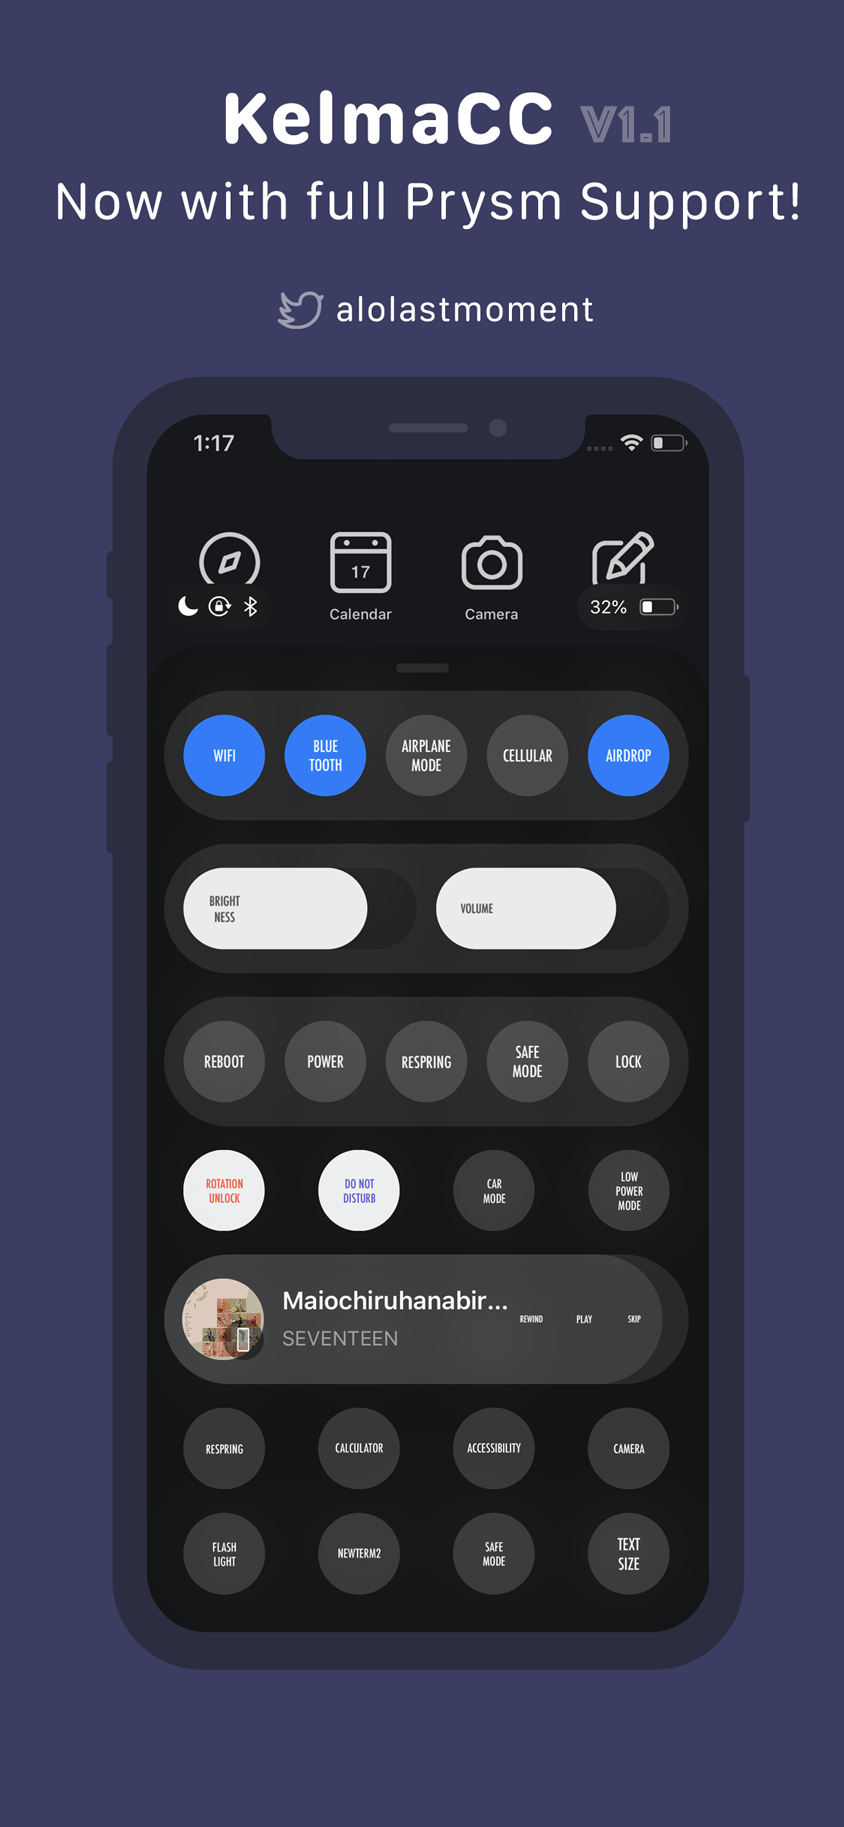 KelmaCC V1.1
Now with full Prysm Support!
alolastmoment
1:17
17
Calendar
Camera
32%
WIFI
BLUE
TOOTH
AIRPLANE
MODE
CELLULAR
AIRDROP
BRIGHT
NESS
VOLUME
REBOOT
POWER
RESPRING
SAFE
MODE
LOCK
ROTATION
UNLOCK
DO NOT
DISTURB
CAR
MODE
LOW
POWER
MODE
Maiochiruhanabir...
SEVENTEEN
REWIND
PLAY
SKIP
RESPRING
CALCULATOR
ACCESSIBILITY
CAMERA
FLASH
LIGHT
NEWTERM2
SAFE
MODE
TEXT
SIZE